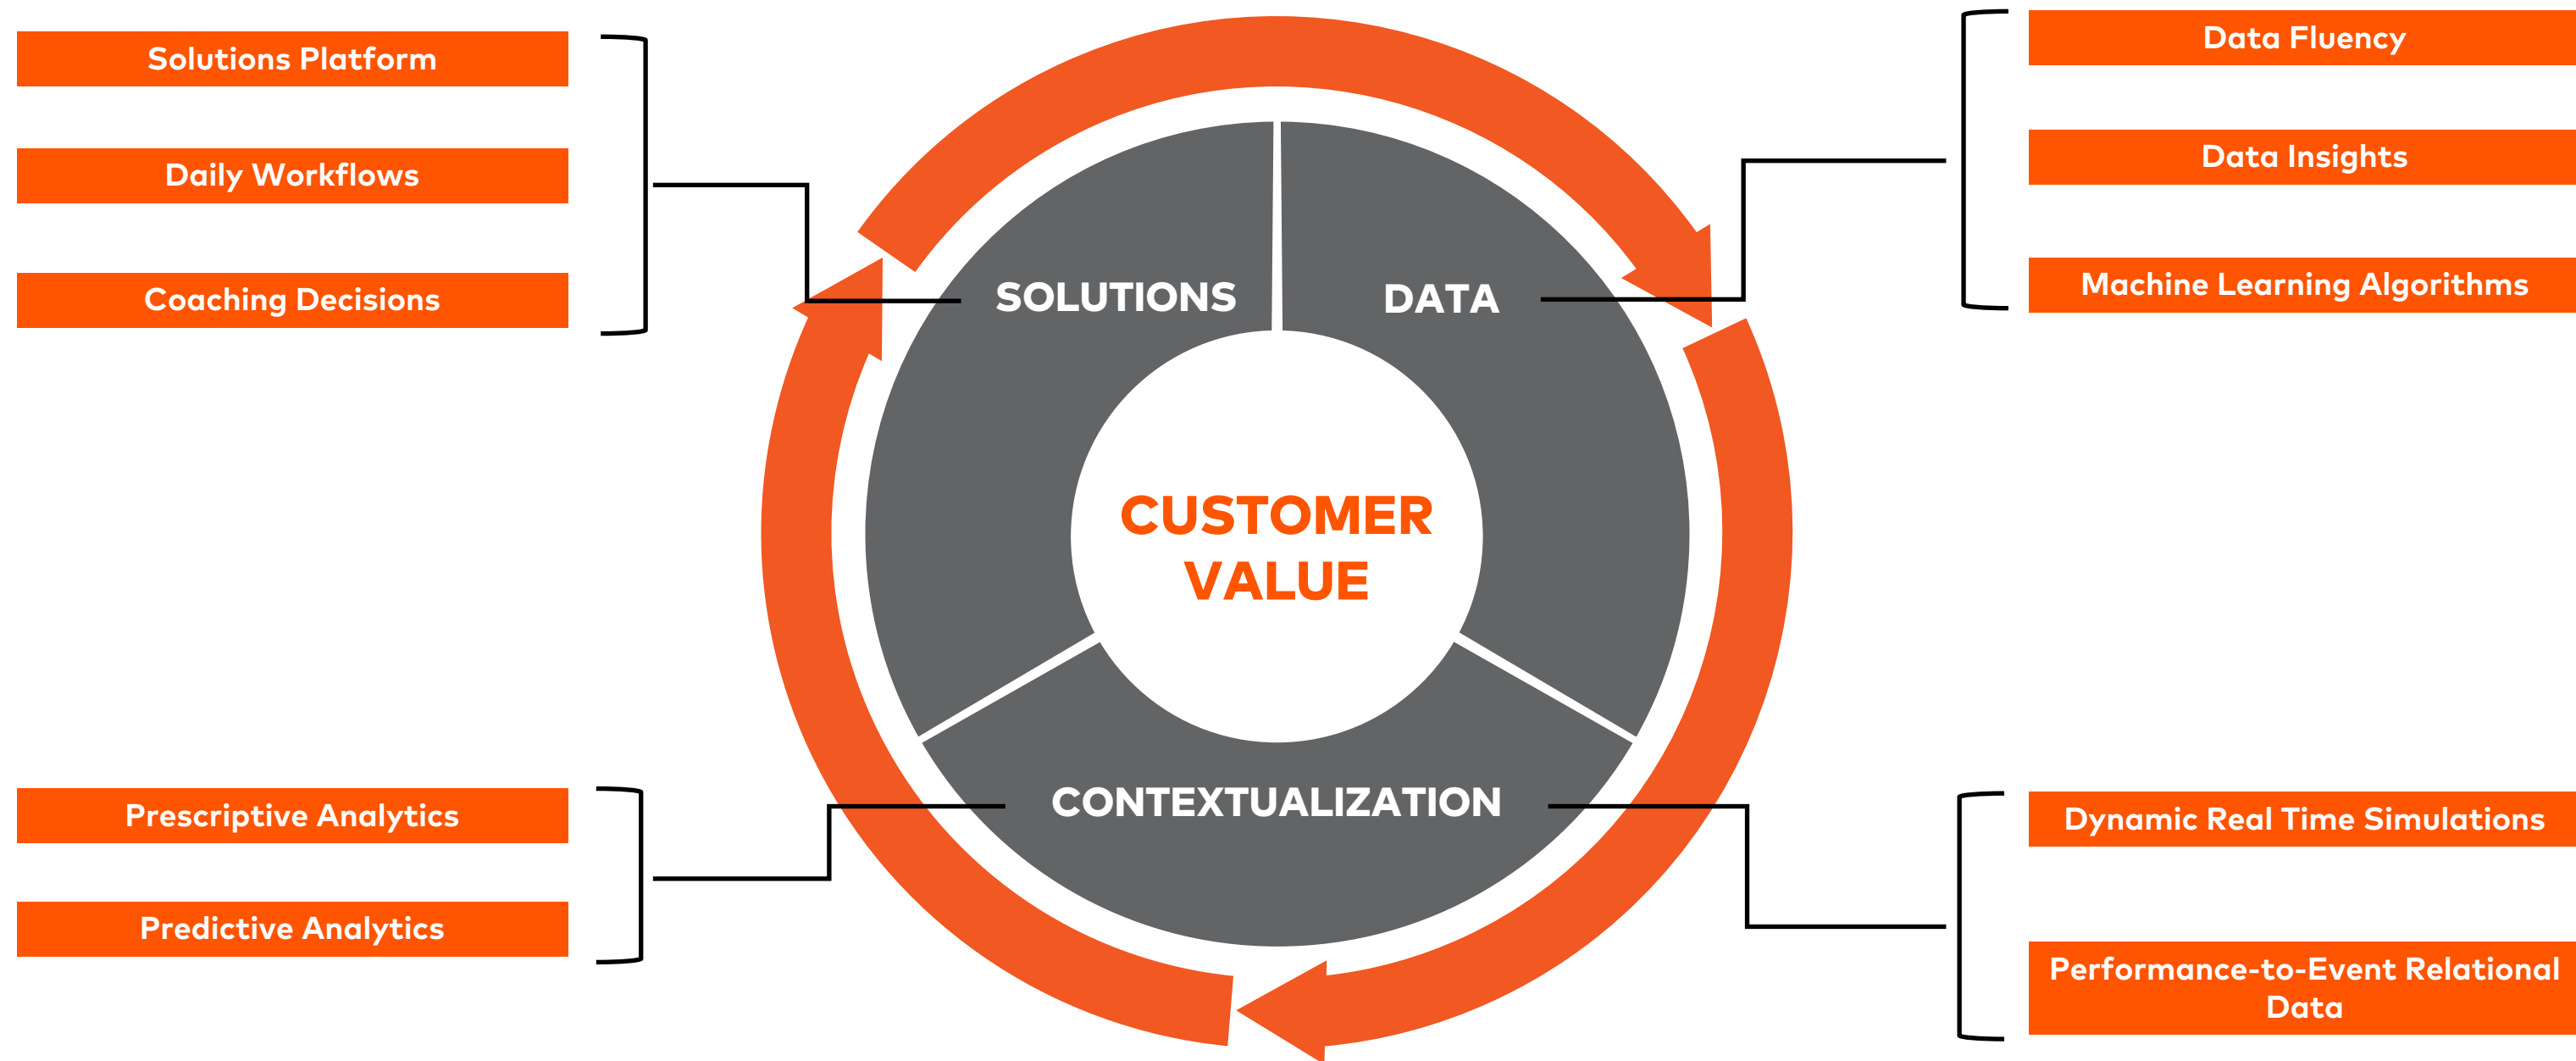 Solutions Platform
Daily Workflows
Coaching Decisions
SOLUTIONS
DATA
Data Fluency
Data Insights
Machine Learning Algorithms
CUSTOMER
VALUE
CONTEXTUALIZATION
Prescriptive Analytics
Predictive Analytics
Dynamic Real Time Simulations
Performance-to-Event Relational
Data